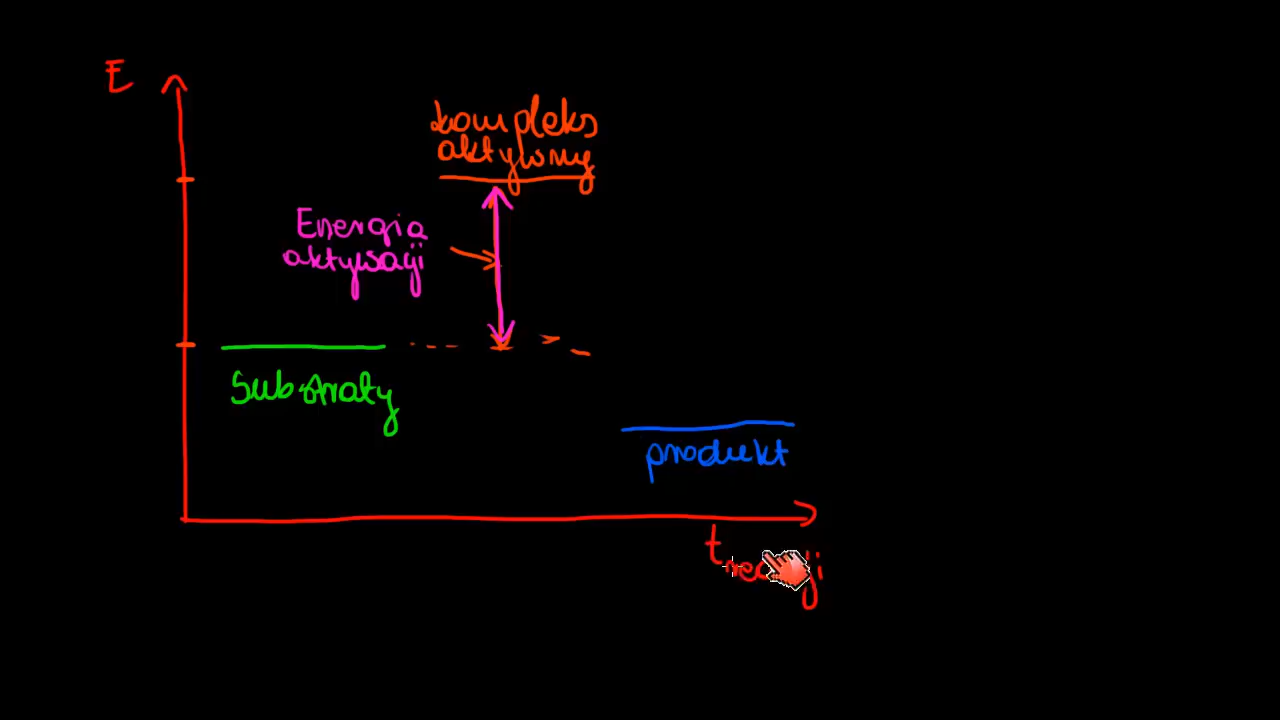 E
kompleks
aktywny
Energia
aktywacji
substraty
produkt
t